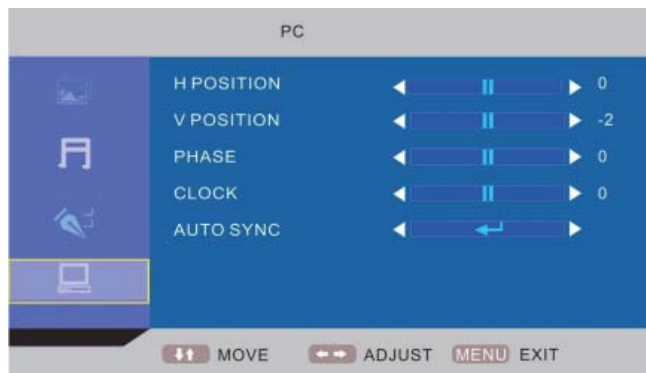 PC
H POSITION 0
V POSITION -2
PHASE 0
CLOCK 0
AUTO SYNC
MOVE ADJUST MENU EXIT